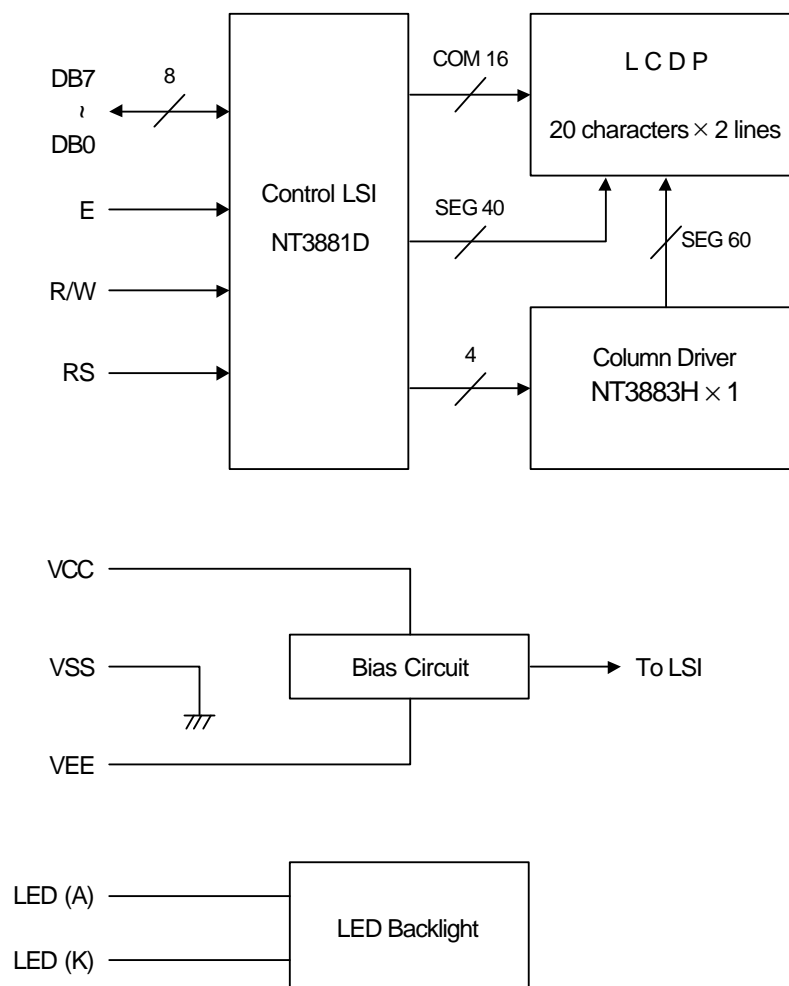 DB7
~
DB0
8
E
R/W
RS
Control LSI
NT3881D
COM 16
SEG 40
4
L C D P
20 characters × 2 lines
SEG 60
Column Driver
NT3883H × 1
VCC
VSS
VEE
Bias Circuit
To LSI
LED (A)
LED (K)
LED Backlight